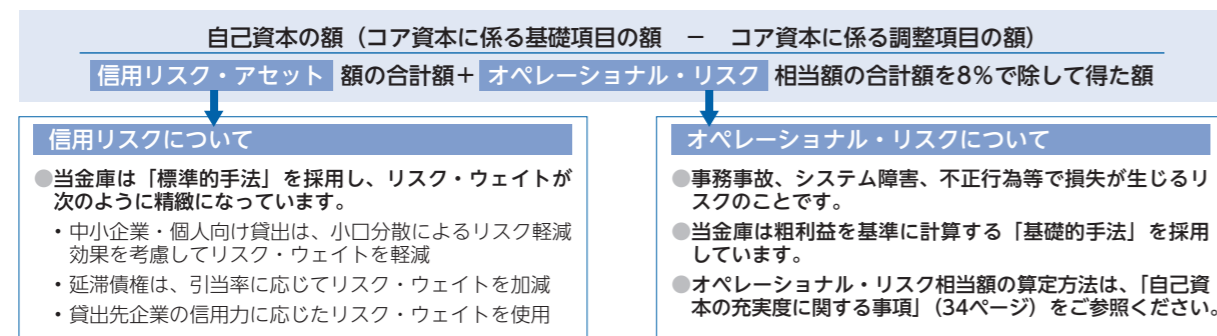 自己資本の額（コア資本に係る基礎項目の額　－　コア資本に係る調整項目の額）
信用リスク・アセット 額の合計額＋ オペレーショナル・リスク 相当額の合計額を8％で除して得た額
信用リスクについて
●当金庫は「標準的手法」を採用し、リスク・ウェイトが
次のように精緻になっています。
・中小企業・個人向け貸出は、小口分散によるリスク軽減
効果を考慮してリスク・ウェイトを軽減
・延滞債権は、引当率に応じてリスク・ウェイトを加減
・貸出先企業の信用力に応じたリスク・ウェイトを使用
オペレーショナル・リスクについて
●事務事故、システム障害、不正行為等で損失が生じるリ
スクのことです。
●当金庫は粗利益を基準に計算する「基礎的手法」を採用
しています。
●オペレーショナル・リスク相当額の算定方法は、「自己資
本の充実度に関する事項」（34ページ）をご参照ください。